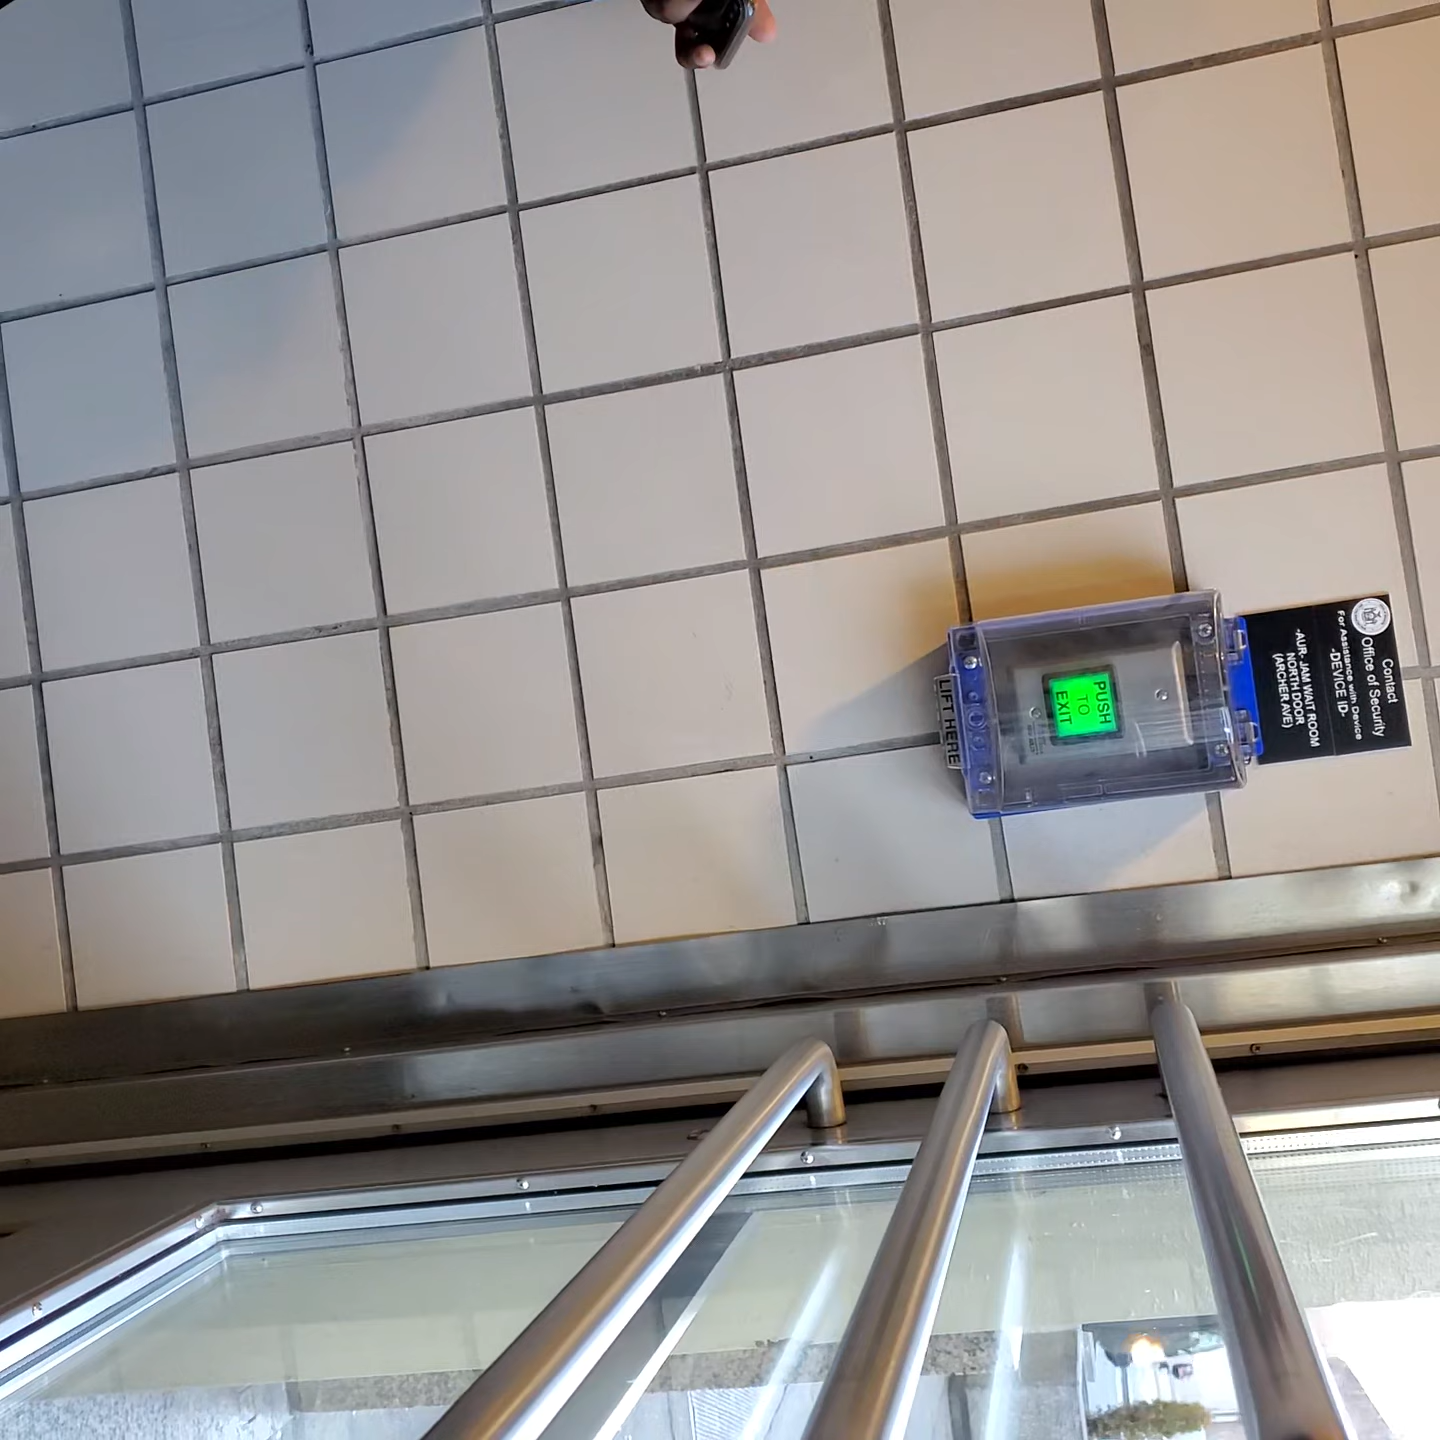 Contact
Office of Security
For Assistance with Device
-DEVICE ID-
-AUR- JAM WAIT ROOM
NORTH DOOR
(ARCHER AVE)
PUSH
TO
EXIT
LIFT HERE